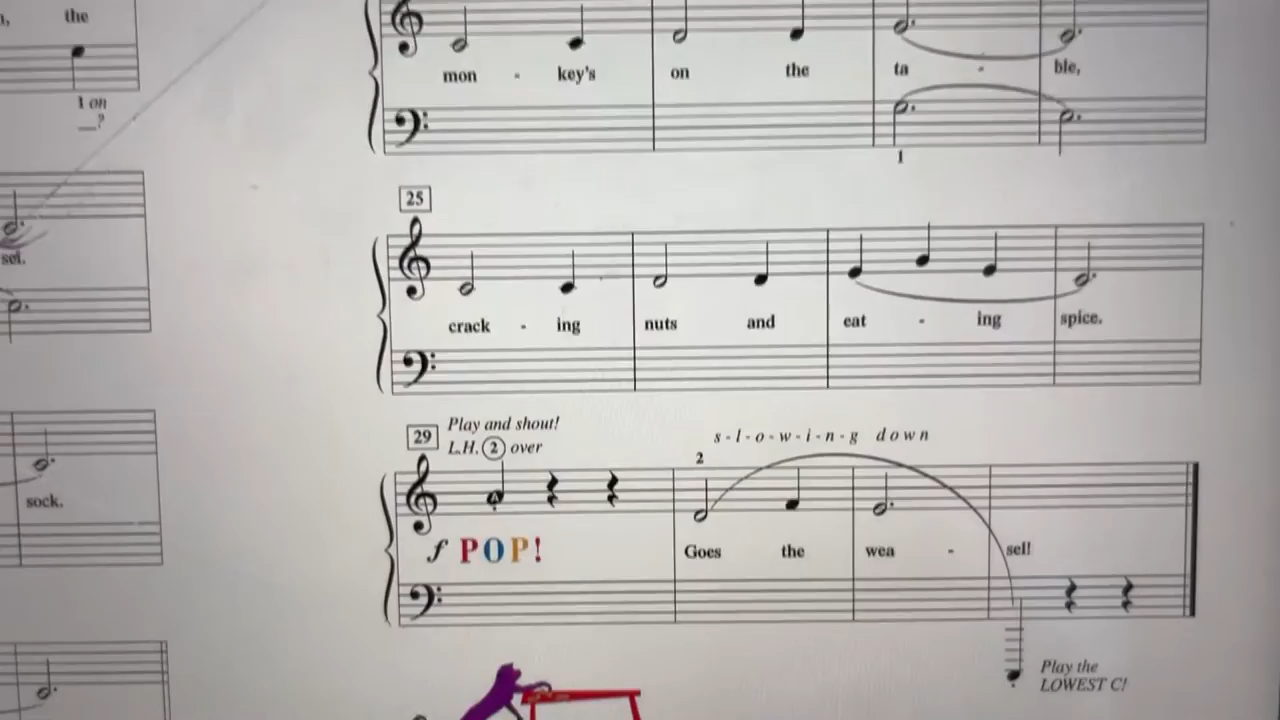 the
1 on
?
sel.
sock.
mon - key's on the ta - ble,
1
25
crack - ing nuts and eat - ing spice.
29 Play and shout!
L.H. 2 over
s-l-o-w-i-n-g down
2
f POP! Goes the wea - sel!
Play the
LOWEST C!